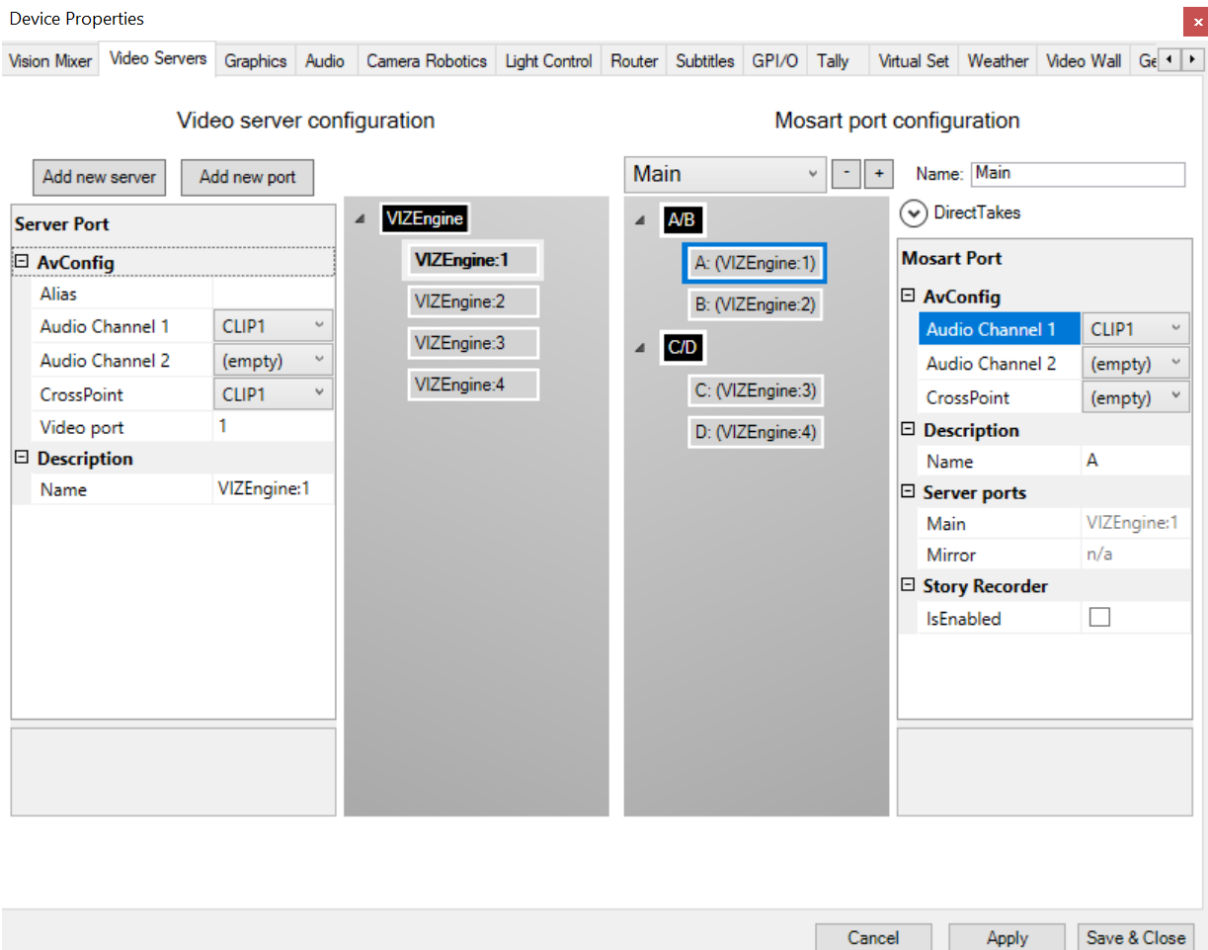 Device Properties
×
Vision Mixer Video Servers Graphics Audio Camera Robotics Light Control Router Subtitles GPI/O Tally Virtual Set Weather Video Wall Ge
Video server configuration
Mosart port configuration
Add new server Add new port
Main
- +
Name: Main
DirectTakes
Server Port
AvConfig
Alias
Audio Channel 1 CLIP1
Audio Channel 2 (empty)
CrossPoint CLIP1
Video port 1
Description
Name VIZEngine:1
VIZEngine
VIZEngine:1
VIZEngine:2
VIZEngine:3
VIZEngine:4
A/B
A: (VIZEngine:1)
B: (VIZEngine:2)
C/D
C: (VIZEngine:3)
D: (VIZEngine:4)
Mosart Port
AvConfig
Audio Channel 1 CLIP1
Audio Channel 2 (empty)
CrossPoint (empty)
Description
Name A
Server ports
Main VIZEngine:1
Mirror n/a
Story Recorder
IsEnabled
Cancel Apply Save & Close